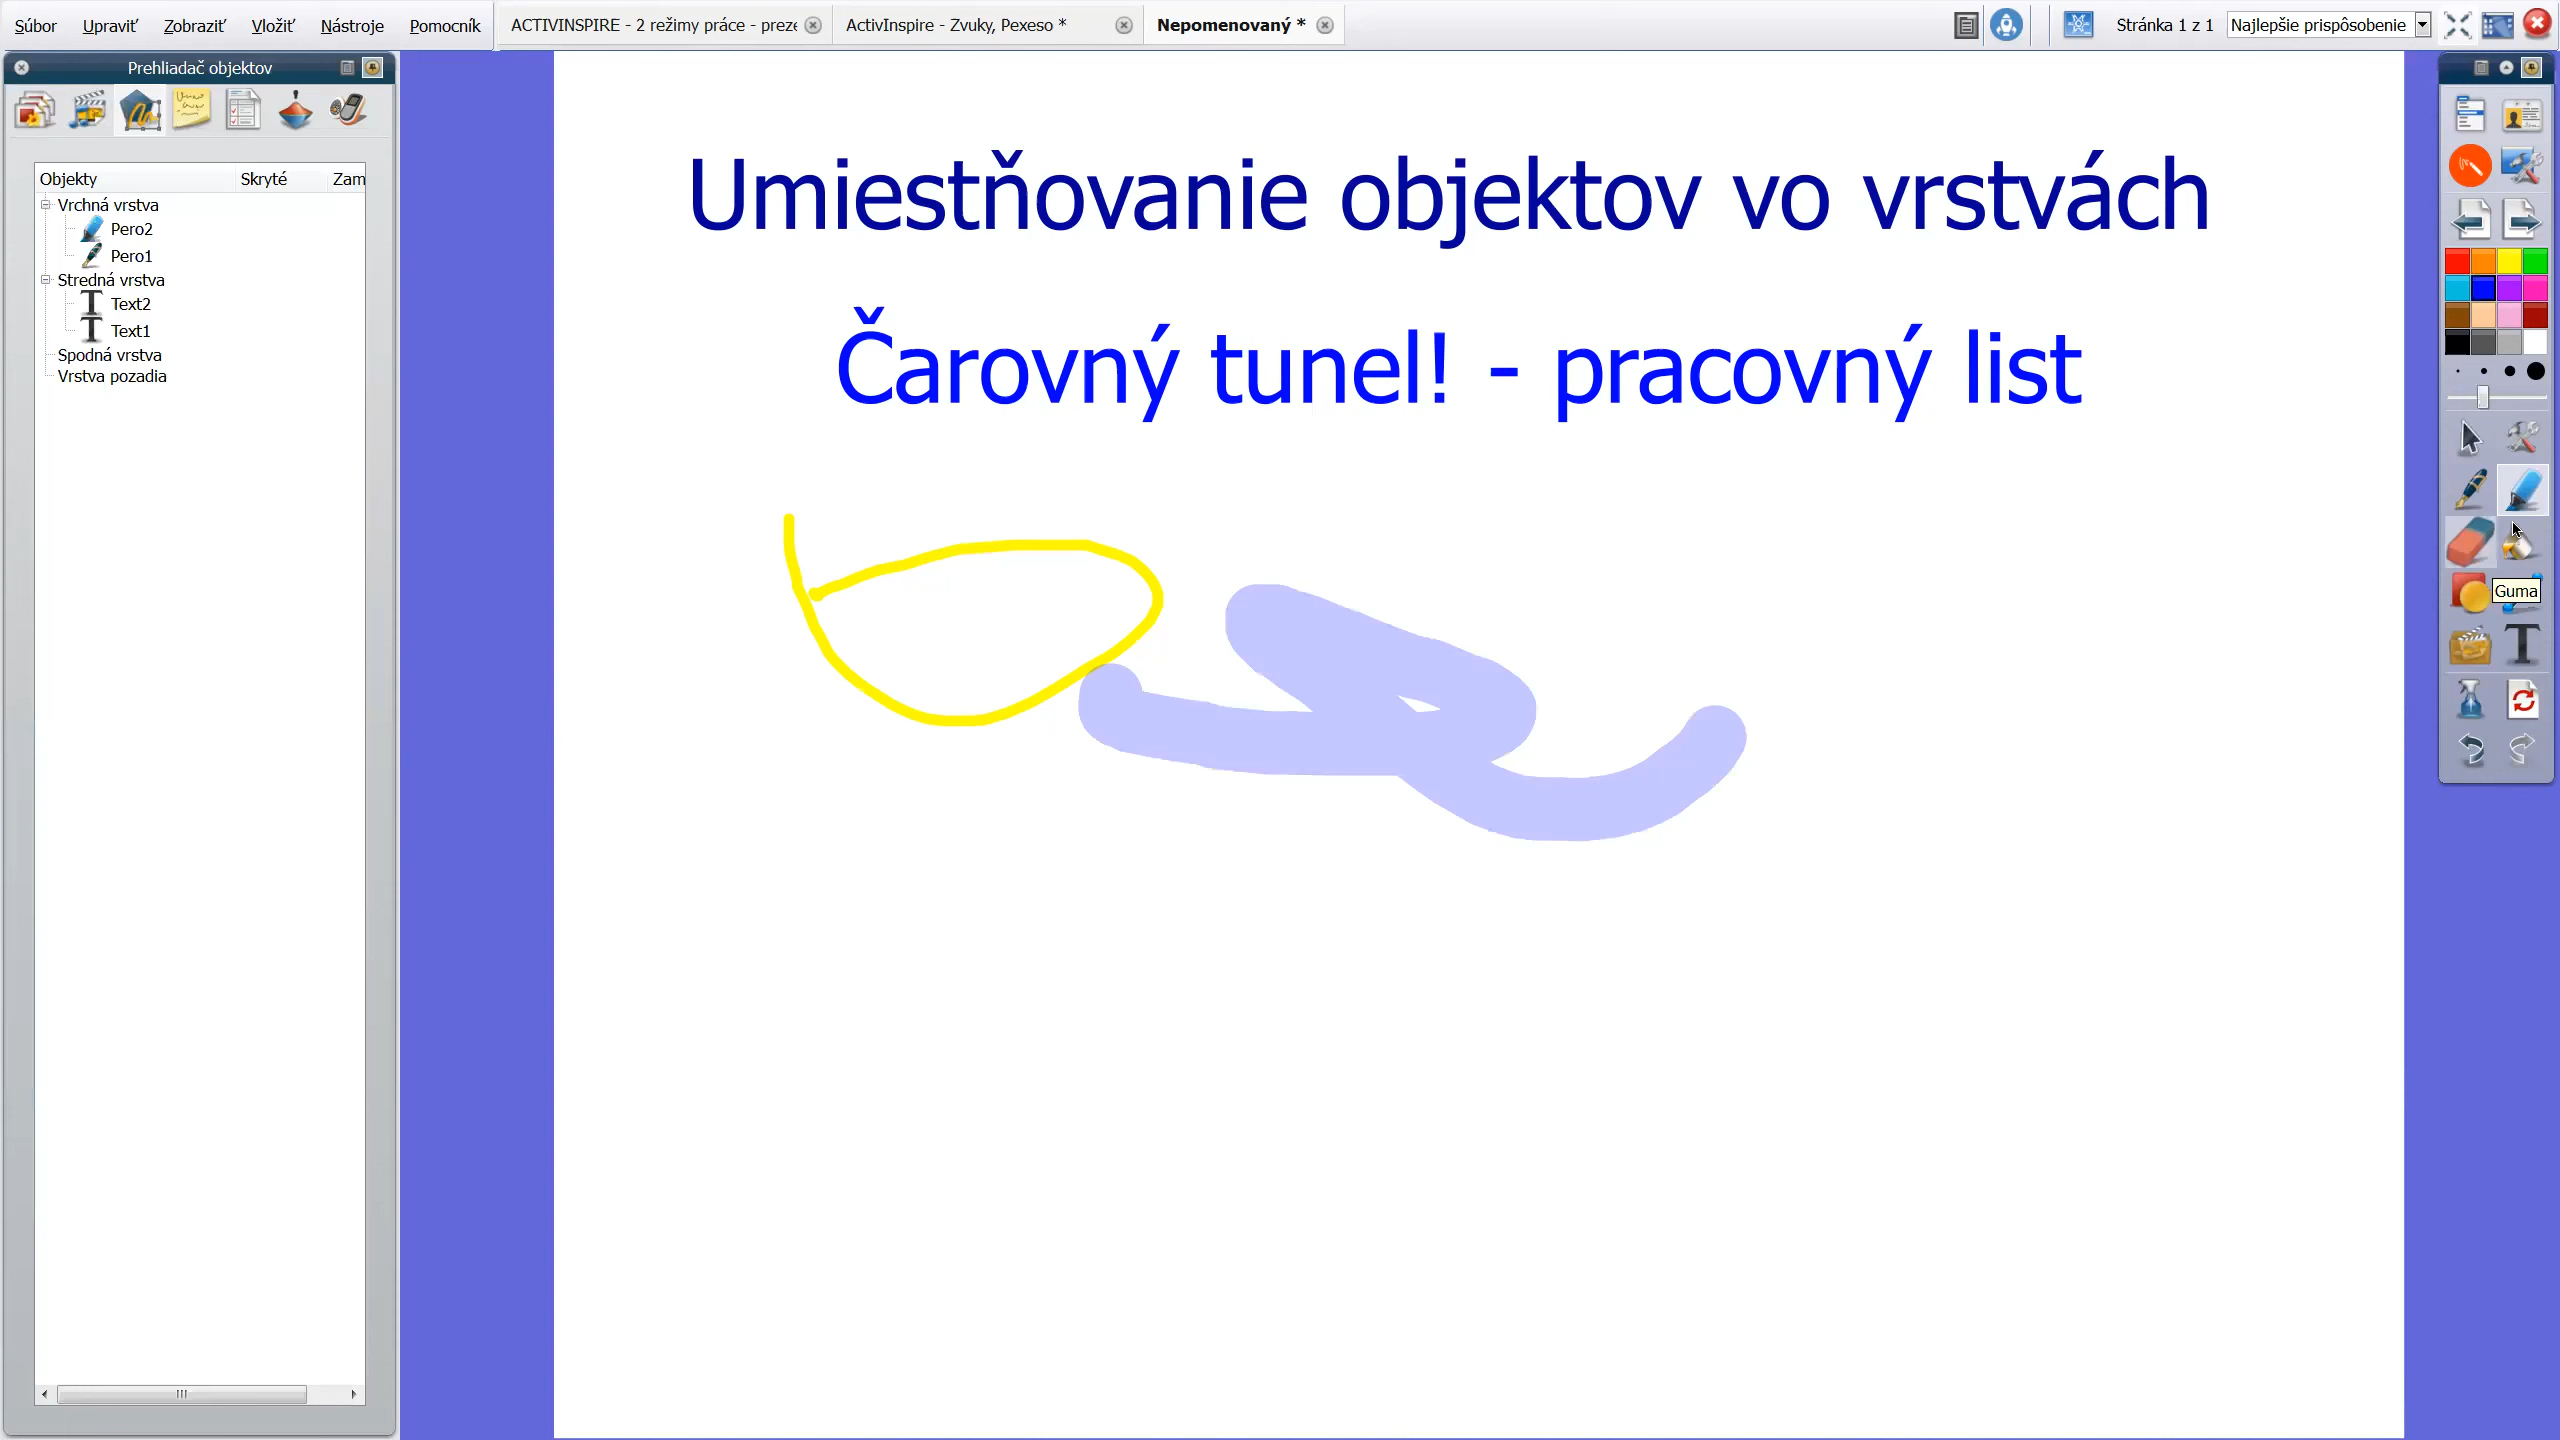 Súbor Upraviť Zobraziť Vložiť Nástroje Pomocník
ACTIVINSPIRE - 2 režimy práce - preze
ActivInspire - Zvuky, Pexeso *
Nepomenovaný *
Stránka 1 z 1
Najlepšie prispôsobenie
Prehliadač objektov
Objekty Skryté Zam
Vrchná vrstva
Pero2
Pero1
Stredná vrstva
Text2
Text1
Spodná vrstva
Vrstva pozadia
Umiestňovanie objektov vo vrstvách
Čarovný tunel! - pracovný list
Guma